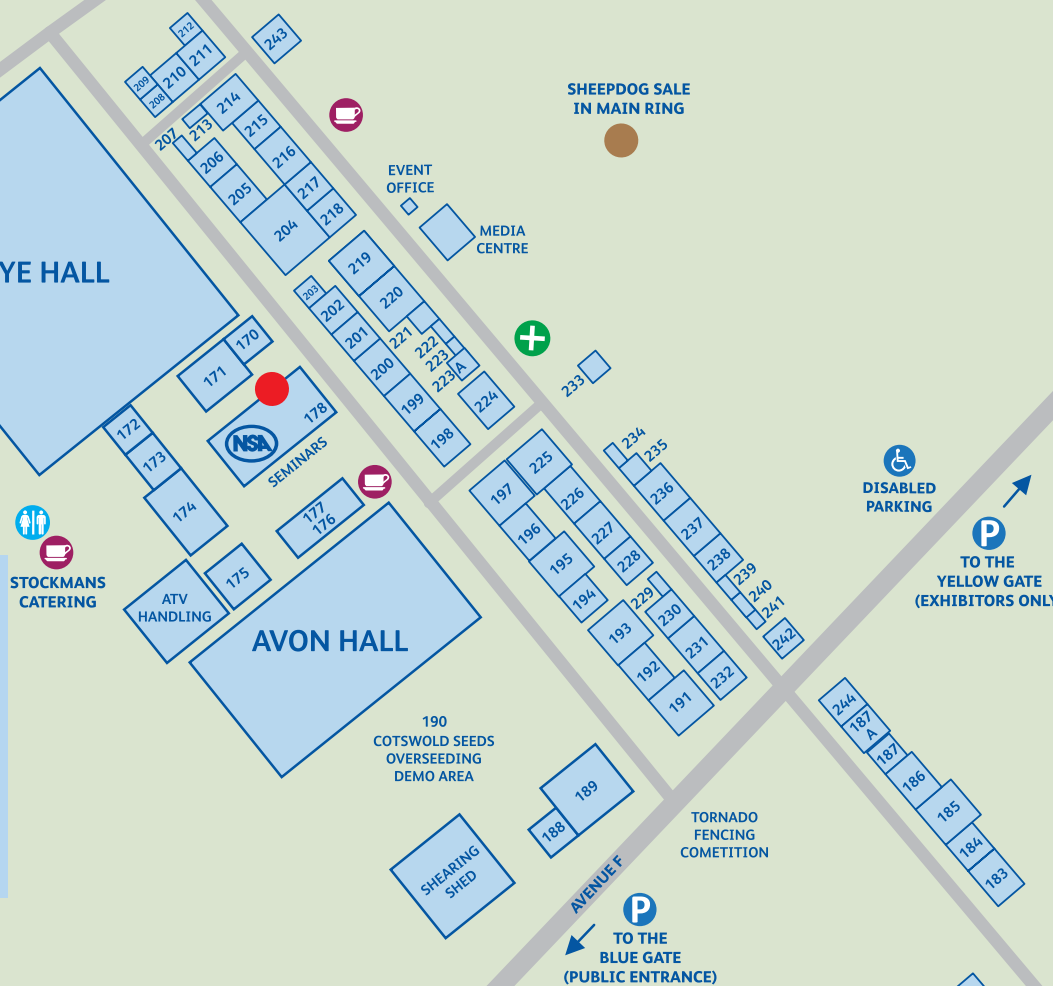 212
211
210
209
208
243
214
213
207
215
206
216
205
217
218
204
SHEEPDOG SALE
IN MAIN RING
EVENT
OFFICE
MEDIA
CENTRE
YE HALL
219
220
203
202
221
201
222
223
223 A
200
224
199
198
170
171
178
NSA
SEMINARS
172
173
174
177
176
175
233
234
235
225
197
226
236
196
227
237
195
228
238
239
194
229
240
230
241
193
231
242
192
232
191
DISABLED
PARKING
P
TO THE
YELLOW GATE
(EXHIBITORS ONLY
STOCKMANS
CATERING
ATV
HANDLING
AVON HALL
190
COTSWOLD SEEDS
OVERSEEDING
DEMO AREA
244
187
A
187
186
185
184
183
189
188
SHEARING
SHED
TORNADO
FENCING
COMETITION
AVENUE F
P
TO THE
BLUE GATE
(PUBLIC ENTRANCE)